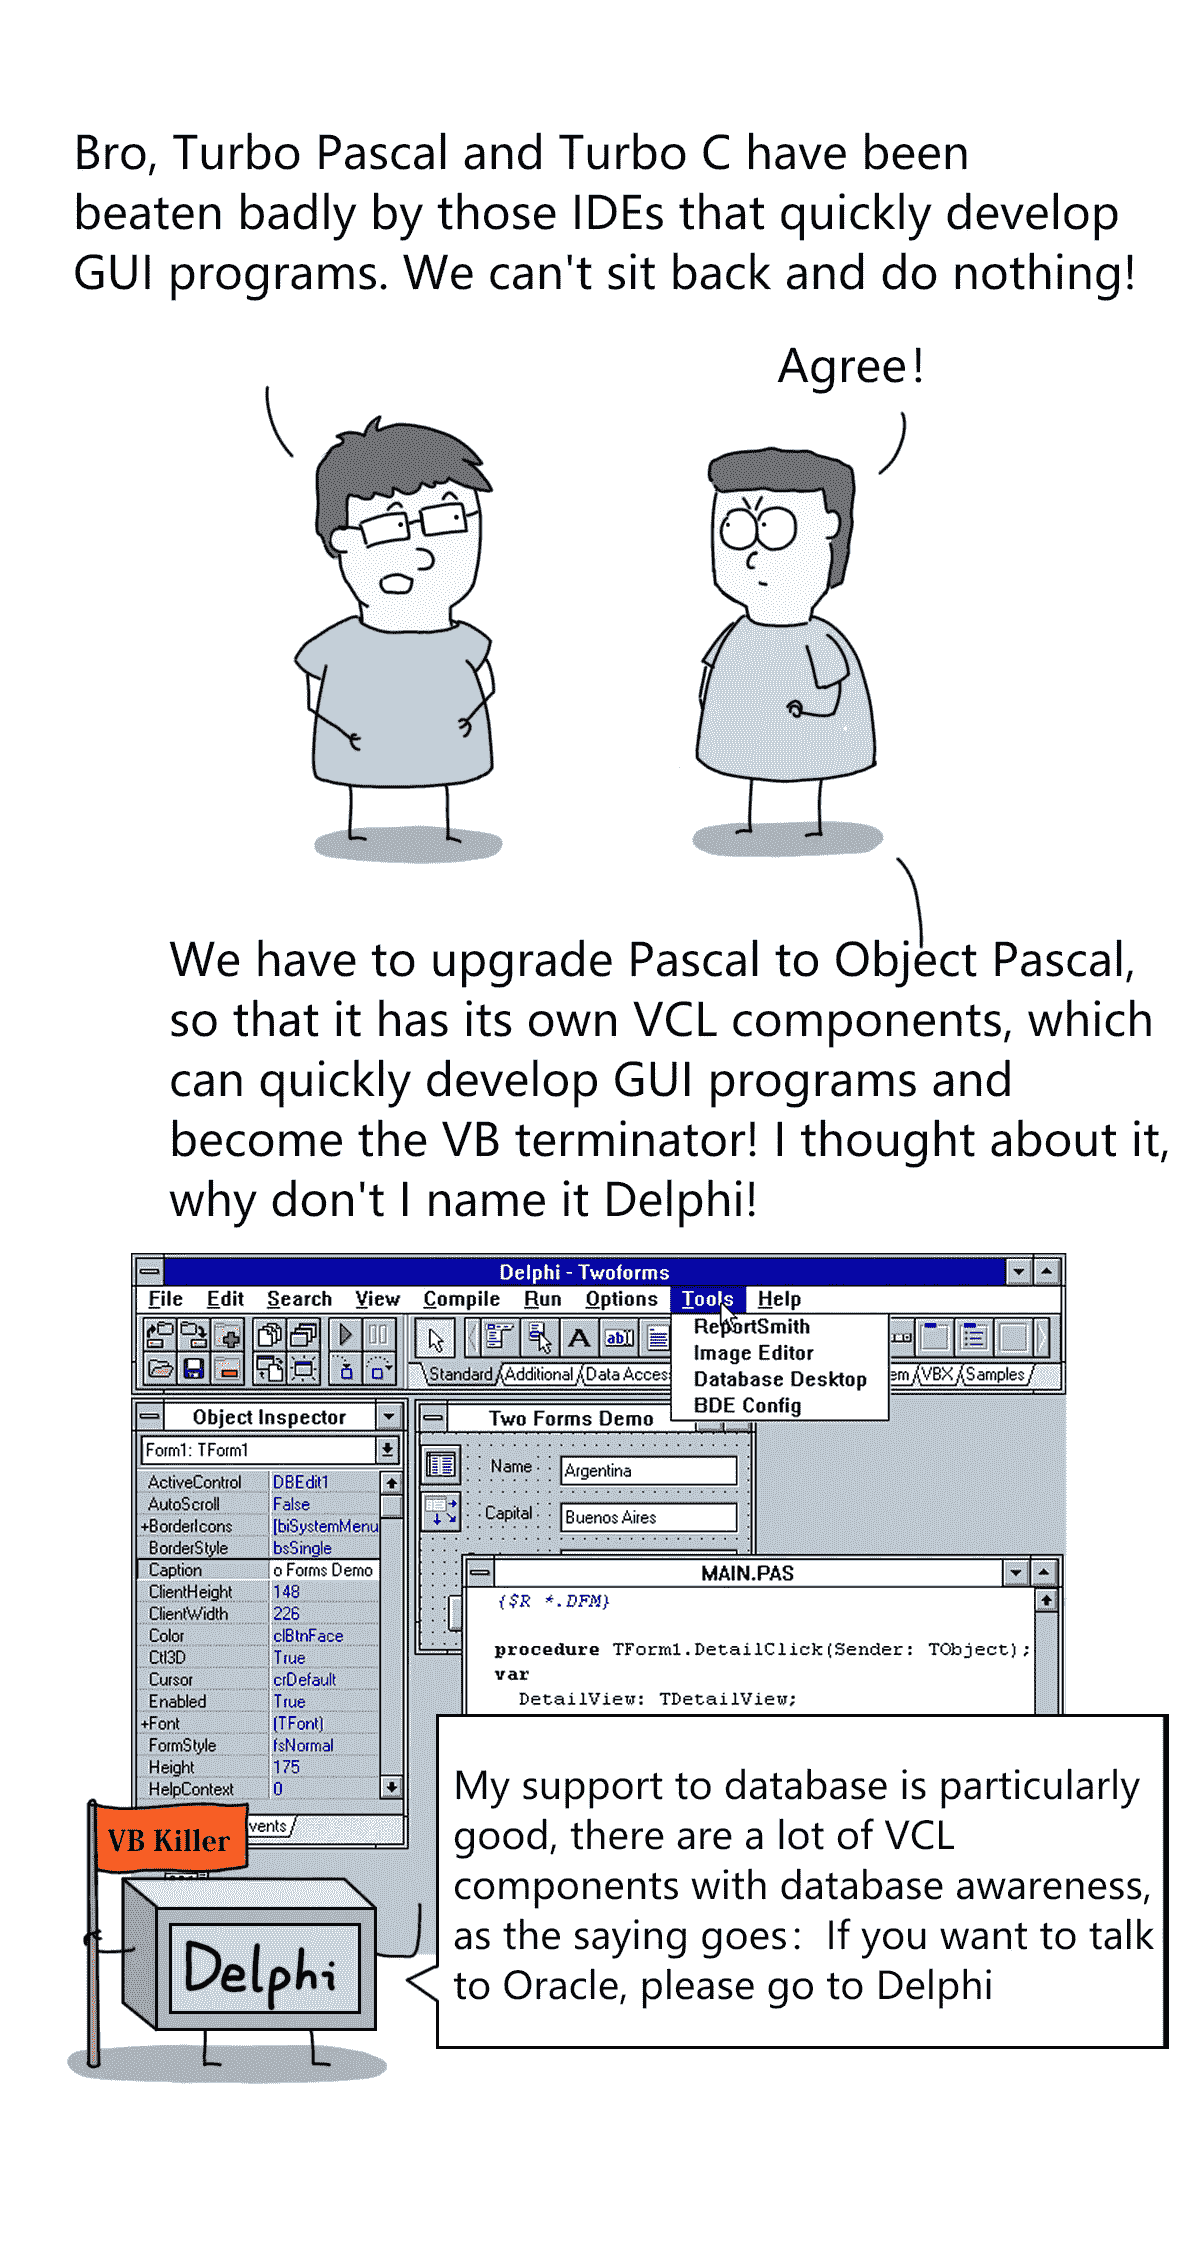 Bro, Turbo Pascal and Turbo C have been
beaten badly by those IDEs that quickly develop
GUI programs. We can't sit back and do nothing!
Agree!
We have to upgrade Pascal to Object Pascal,
so that it has its own VCL components, which
can quickly develop GUI programs and
become the VB terminator! I thought about it,
why don't I name it Delphi!
Delphi - Twoforms
File Edit Search View Compile Run Options Tools Help
ReportSmith
Image Editor
Database Desktop
BDE Config
Standard Additional Data Acces em VBX Samples
Object Inspector
Form1: TForm1
ActiveControl DBEdit1
AutoScroll False
+BorderIcons [biSystemMenu
BorderStyle bsSingle
Caption o Forms Demo
ClientHeight 148
ClientWidth 226
Color clBtnFace
Ctl3D True
Cursor crDefault
Enabled True
+Font (TFont)
FormStyle fsNormal
Height 175
HelpContext 0
vents
Two Forms Demo
Name Argentina
Capital Buenos Aires
MAIN.PAS
{$R *.DFM}
procedure TForm1.DetailClick(Sender: TObject);
var
DetailView: TDetailView;
VB Killer
Delphi
My support to database is particularly
good, there are a lot of VCL
components with database awareness,
as the saying goes: If you want to talk
to Oracle, please go to Delphi